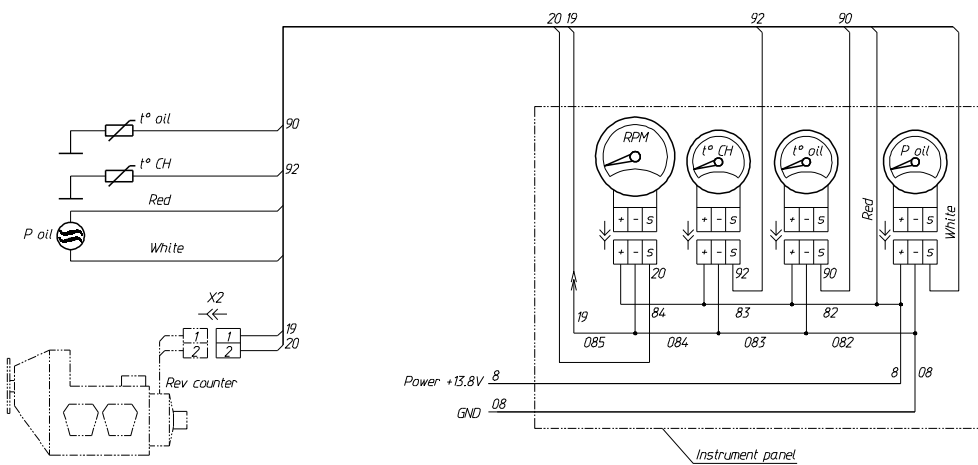 20 19 92 90
t° oil
90
t° CH
92
Red
P oil
White
X2
19
20
1 1
2 2
Rev counter
RPM
t° CH
t° oil
P oil
+ - S
+ - S
+ - S
+ - S
Red
White
+ - S
+ - S
+ - S
+ - S
20
92
90
19
84
83
82
085
084
083
082
Power +13.8V 8
8
08
GND 08
Instrument panel